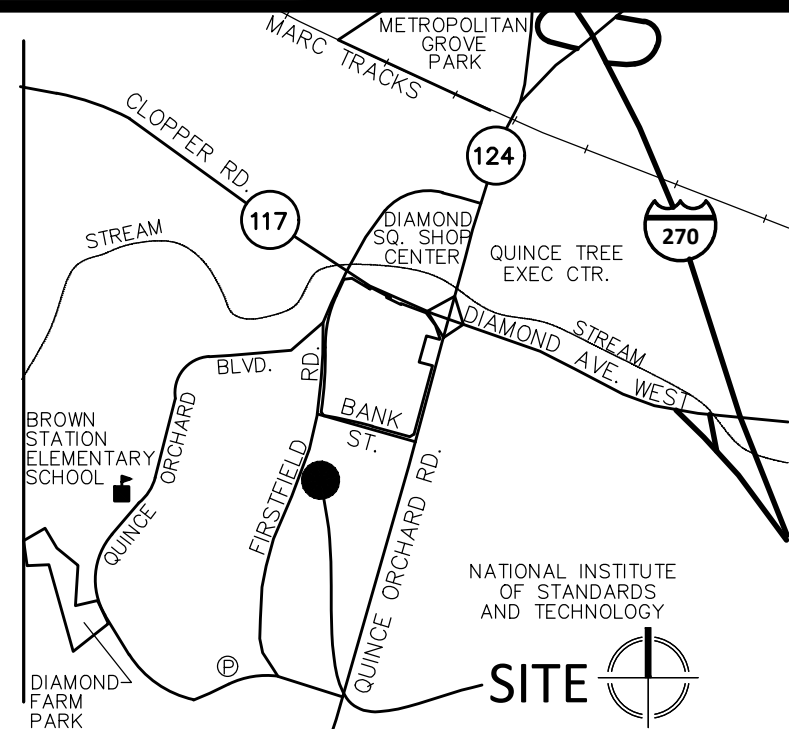 METROPOLITAN
GROVE
PARK
MARC TRACKS
CLOPPER RD.
124
117
DIAMOND
SQ. SHOP
CENTER
270
STREAM
QUINCE TREE
EXEC CTR.
DIAMOND AVE. WEST
STREAM
BLVD.
RD.
BANK
ST.
BROWN
STATION
ELEMENTARY
SCHOOL
QUINCE ORCHARD
FIRSTFIELD
QUINCE ORCHARD RD.
NATIONAL INSTITUTE
OF STANDARDS
AND TECHNOLOGY
P
SITE
DIAMOND
FARM
PARK